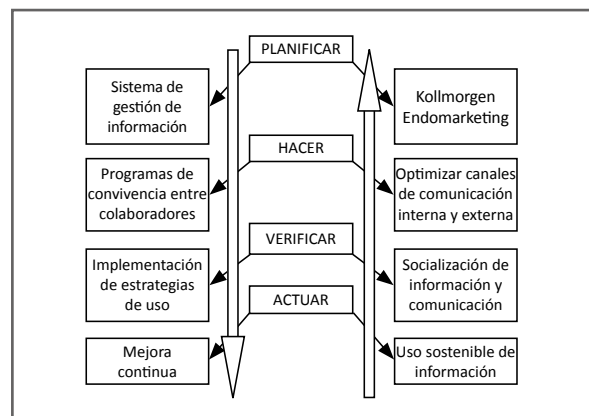 PLANIFICAR
Sistema de
gestión de
información
Kollmorgen
Endomarketing
HACER
Programas de
convivencia entre
colaboradores
Optimizar canales
de comunicación
interna y externa
VERIFICAR
Implementación
de estrategias
de uso
Socialización de
información y
comunicación
ACTUAR
Mejora
continua
Uso sostenible de
información